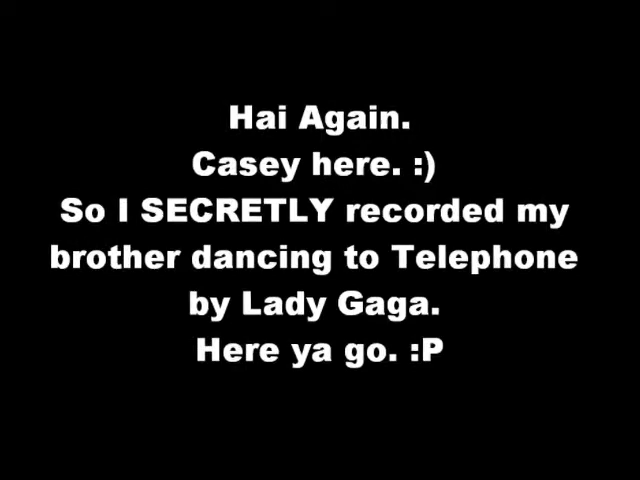 Hai Again.
Casey here. :)
So I SECRETLY recorded my
brother dancing to Telephone
by Lady Gaga.
Here ya go. :P